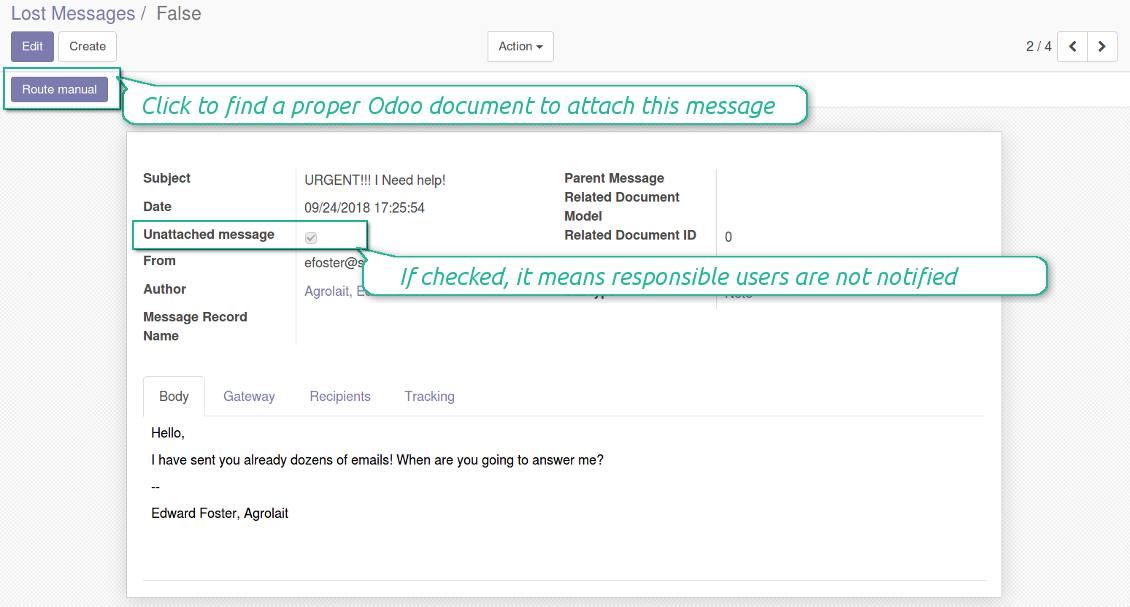 Lost Messages / False
Edit Create Action 2 / 4
Route manual
Click to find a proper Odoo document to attach this message
Subject URGENT!!! I Need help!
Date 09/24/2018 17:25:54
Unattached message
From efoster@
Author Agrolait,
Message Record
Name
Parent Message
Related Document
Model
Related Document ID 0
If checked, it means responsible users are not notified
Body Gateway Recipients Tracking
Hello,
I have sent you already dozens of emails! When are you going to answer me?
--
Edward Foster, Agrolait